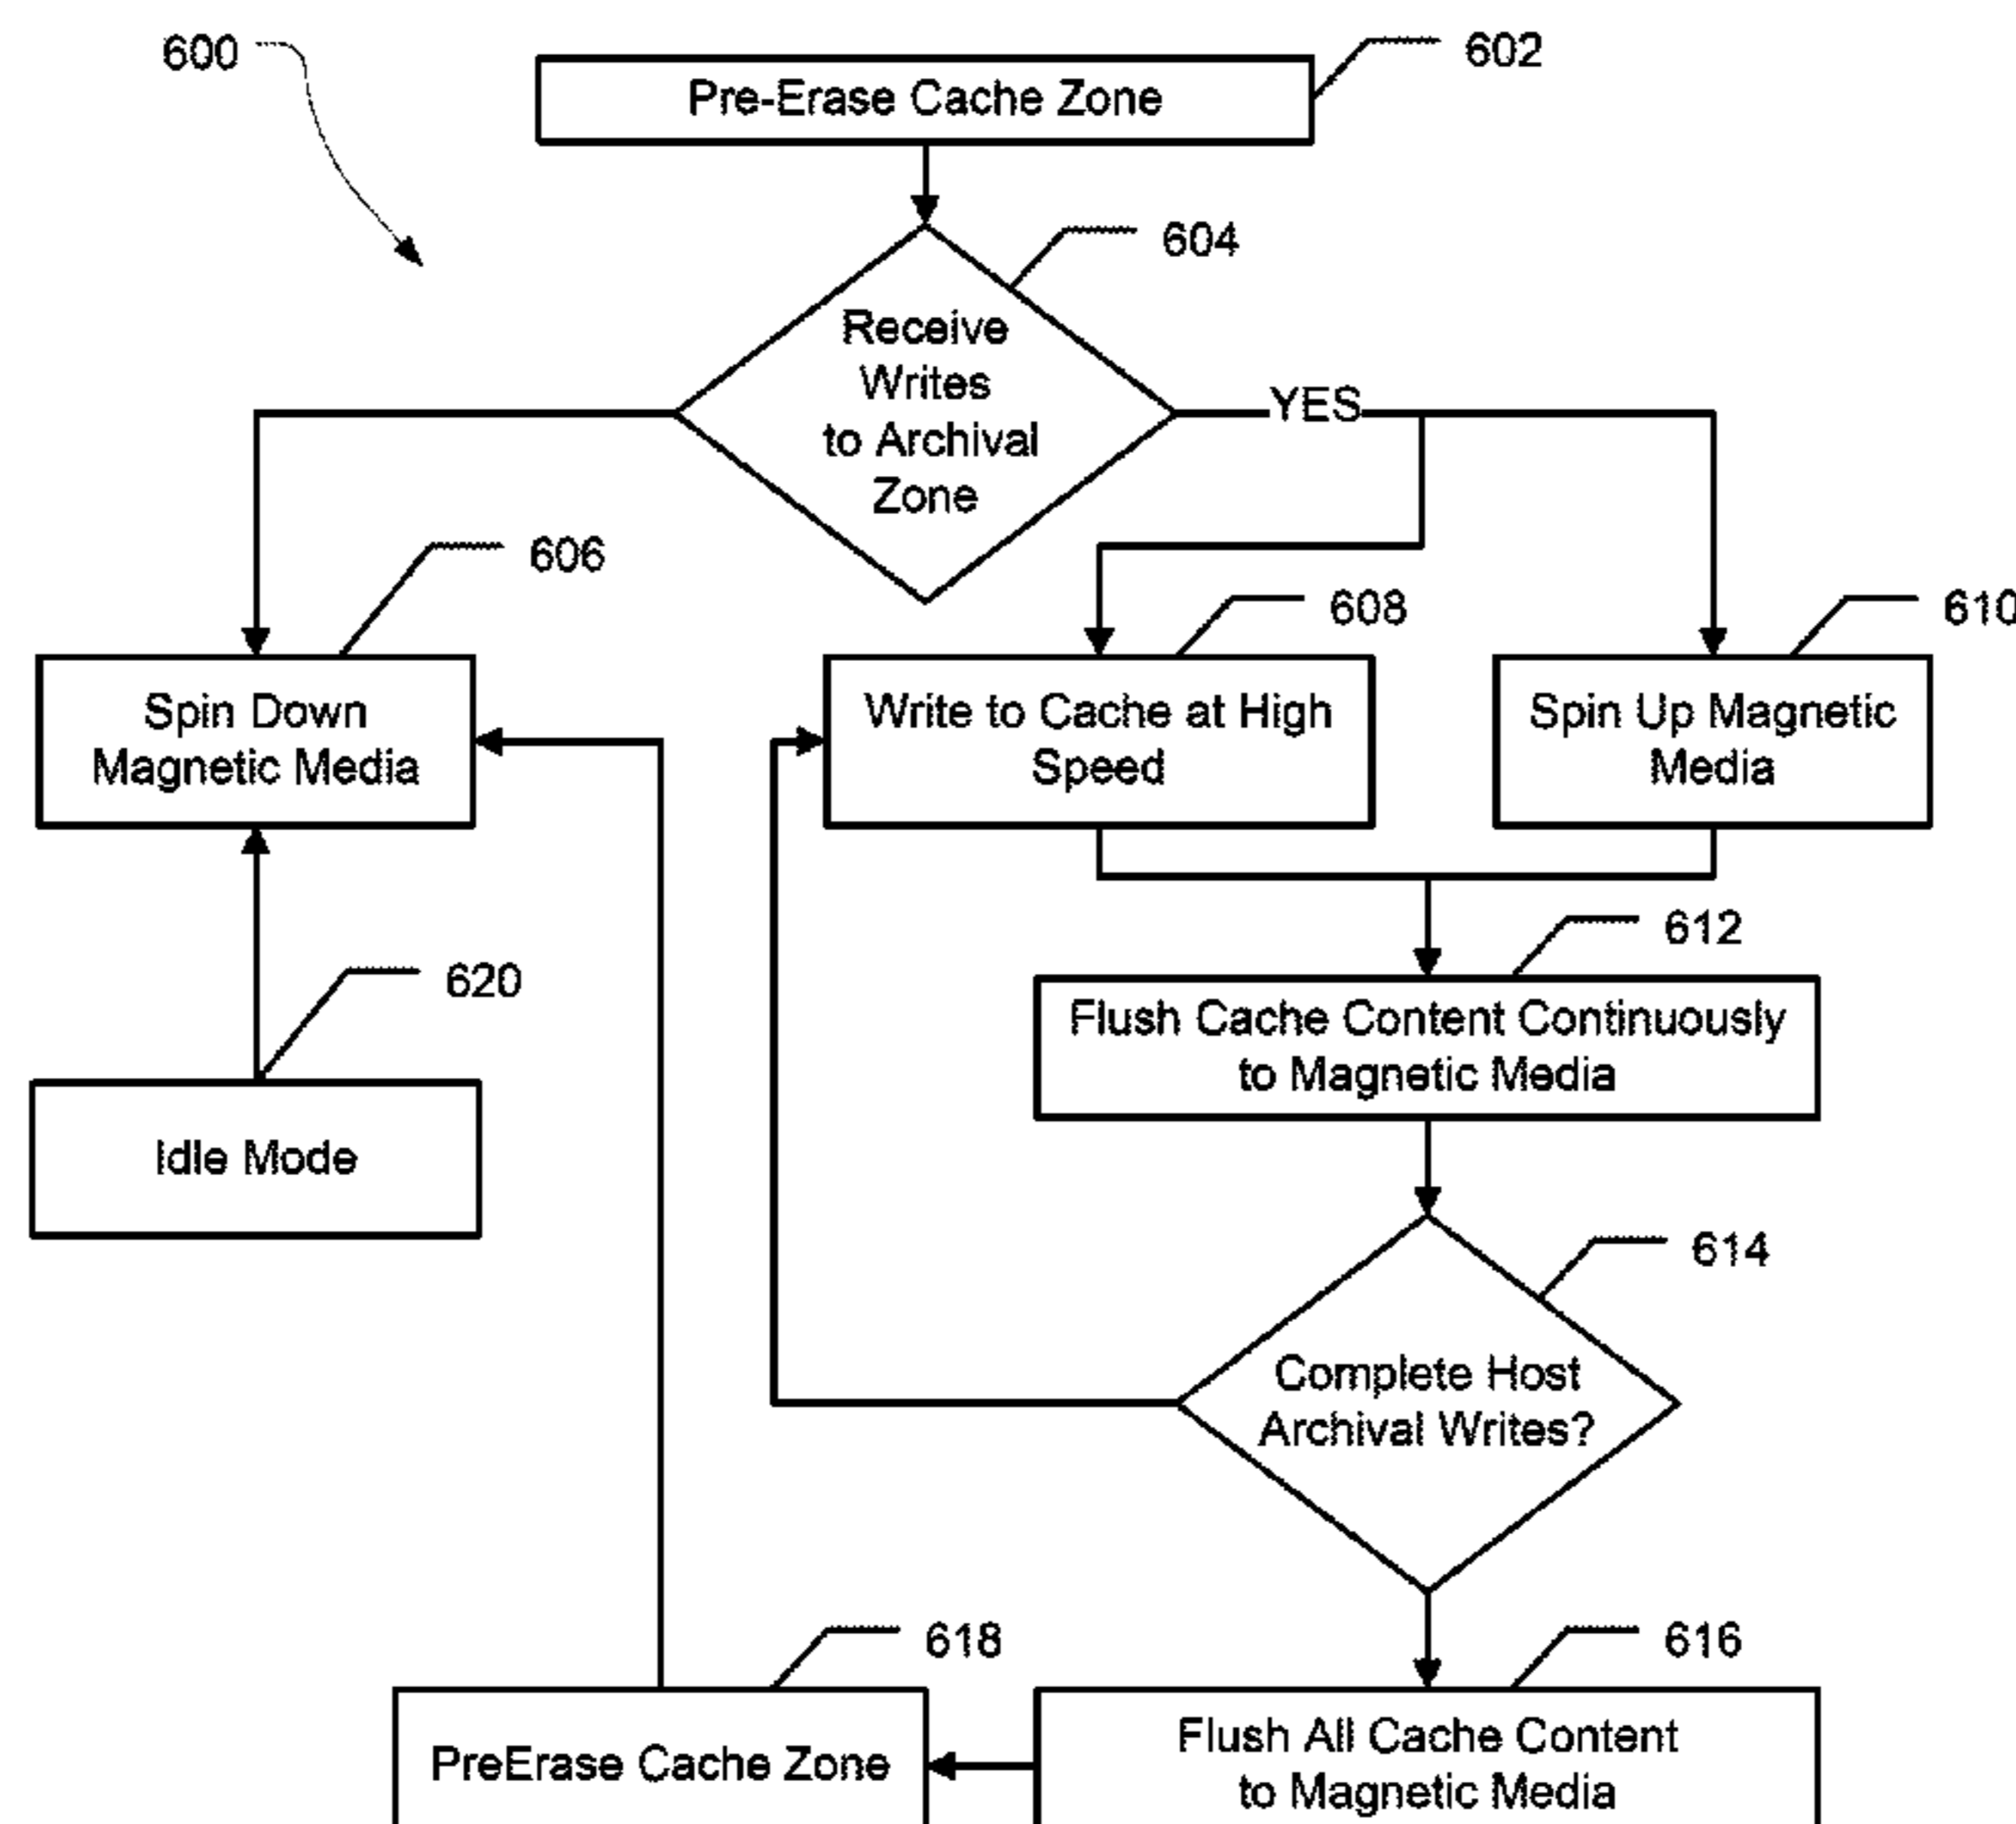 600
602
Pre-Erase Cache Zone
604
Receive
Writes
to Archival
Zone
YES
606
608
610
Spin Down
Magnetic Media
Write to Cache at High
Speed
Spin Up Magnetic
Media
612
620
Flush Cache Content Continuously
to Magnetic Media
Idle Mode
614
Complete Host
Archival Writes?
618
616
PreErase Cache Zone
Flush All Cache Content
to Magnetic Media